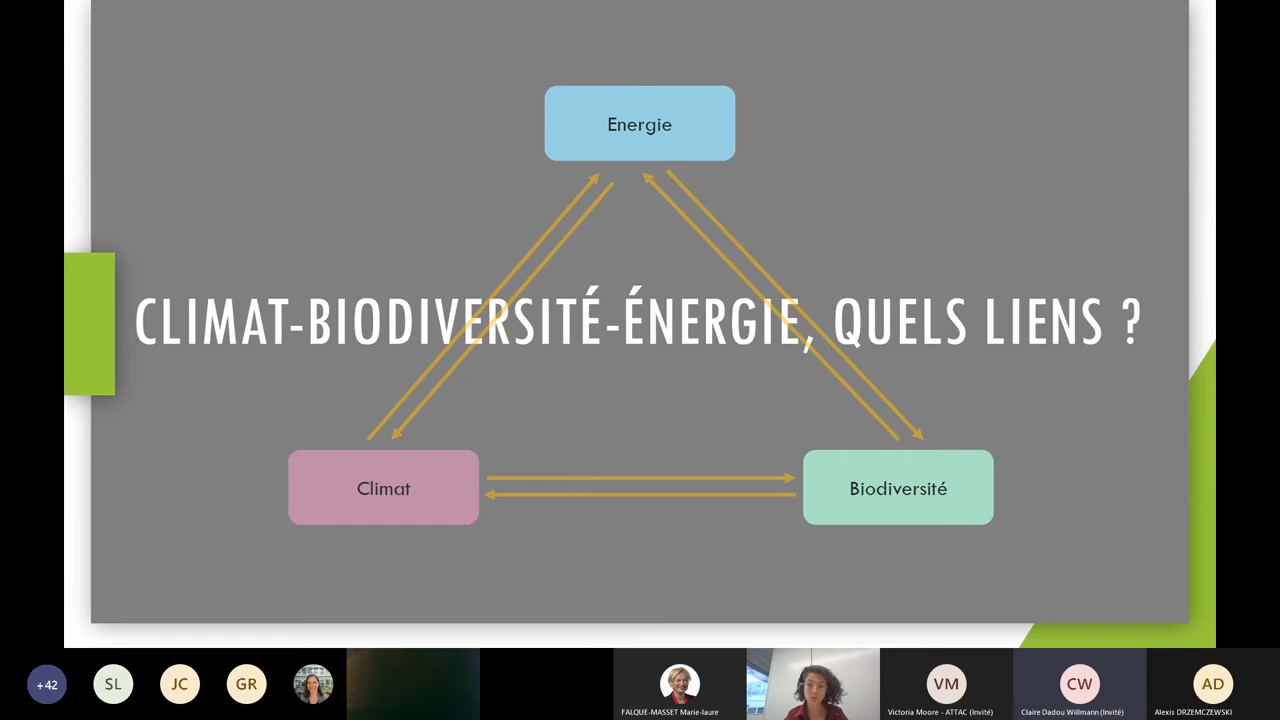 Energie
CLIMAT-BIODIVERSITÉ-ÉNERGIE, QUELS LIENS ?
Climat
Biodiversité
+42
SL
JC
GR
VM
CW
AD
FALQUE-MASSET Marie-laure
Victoria Moore - ATTAC (Invité)
Claire Dadou Willmann (Invité)
Alexis DRZEMCZEWSKI